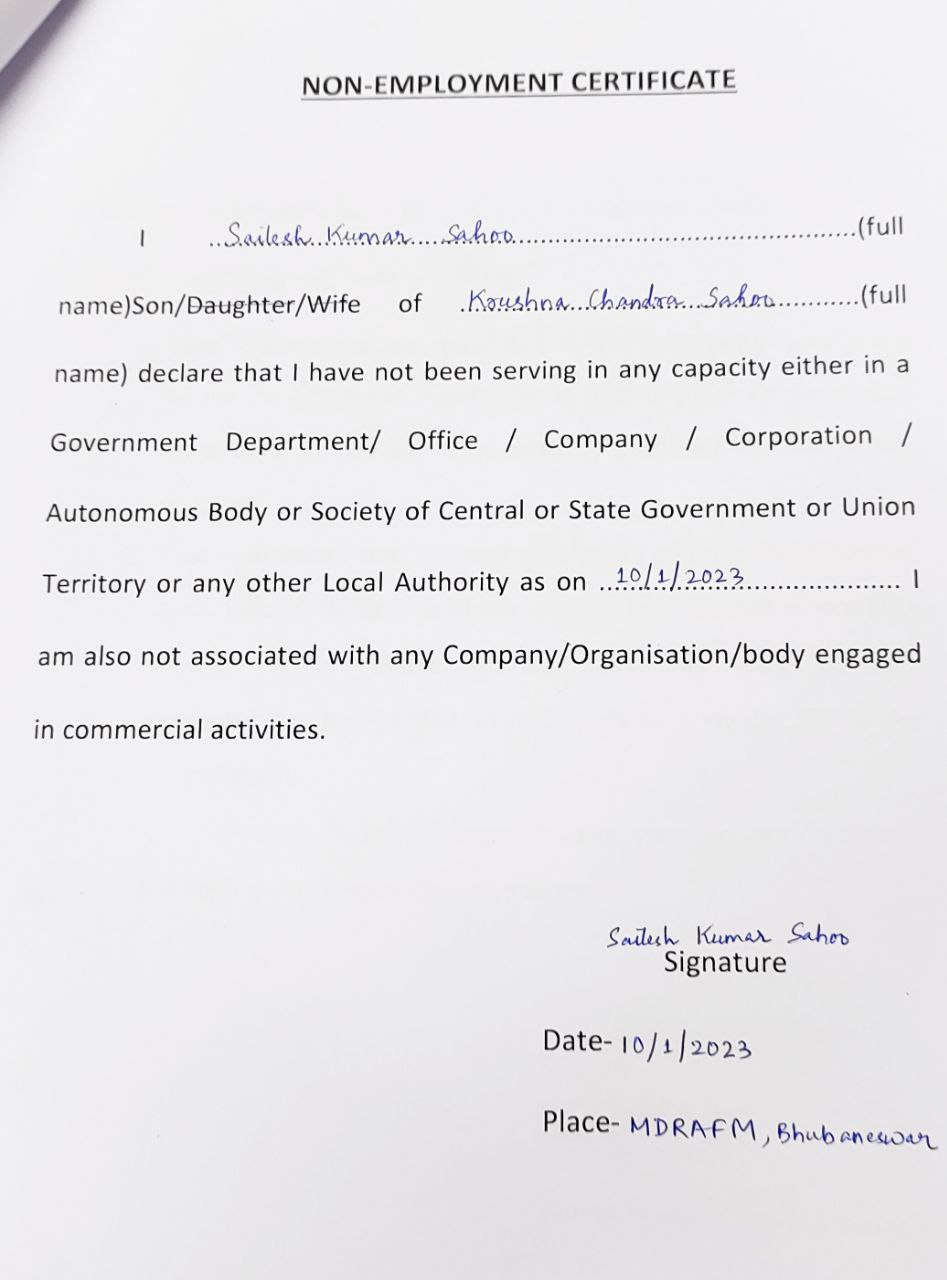 NON-EMPLOYMENT CERTIFICATE
I ..Sailesh..Kumar.....Sahoo.......................................................(full
name)Son/Daughter/Wife of .Koushna...Chandra...Sahoo............(full
name) declare that I have not been serving in any capacity either in a
Government Department/ Office / Company / Corporation /
Autonomous Body or Society of Central or State Government or Union
Territory or any other Local Authority as on ...10/1/2023......................... I
am also not associated with any Company/Organisation/body engaged
in commercial activities.
Sailesh Kumar Sahoo
Signature
Date- 10/1/2023
Place- MDRAFM, Bhubaneswar